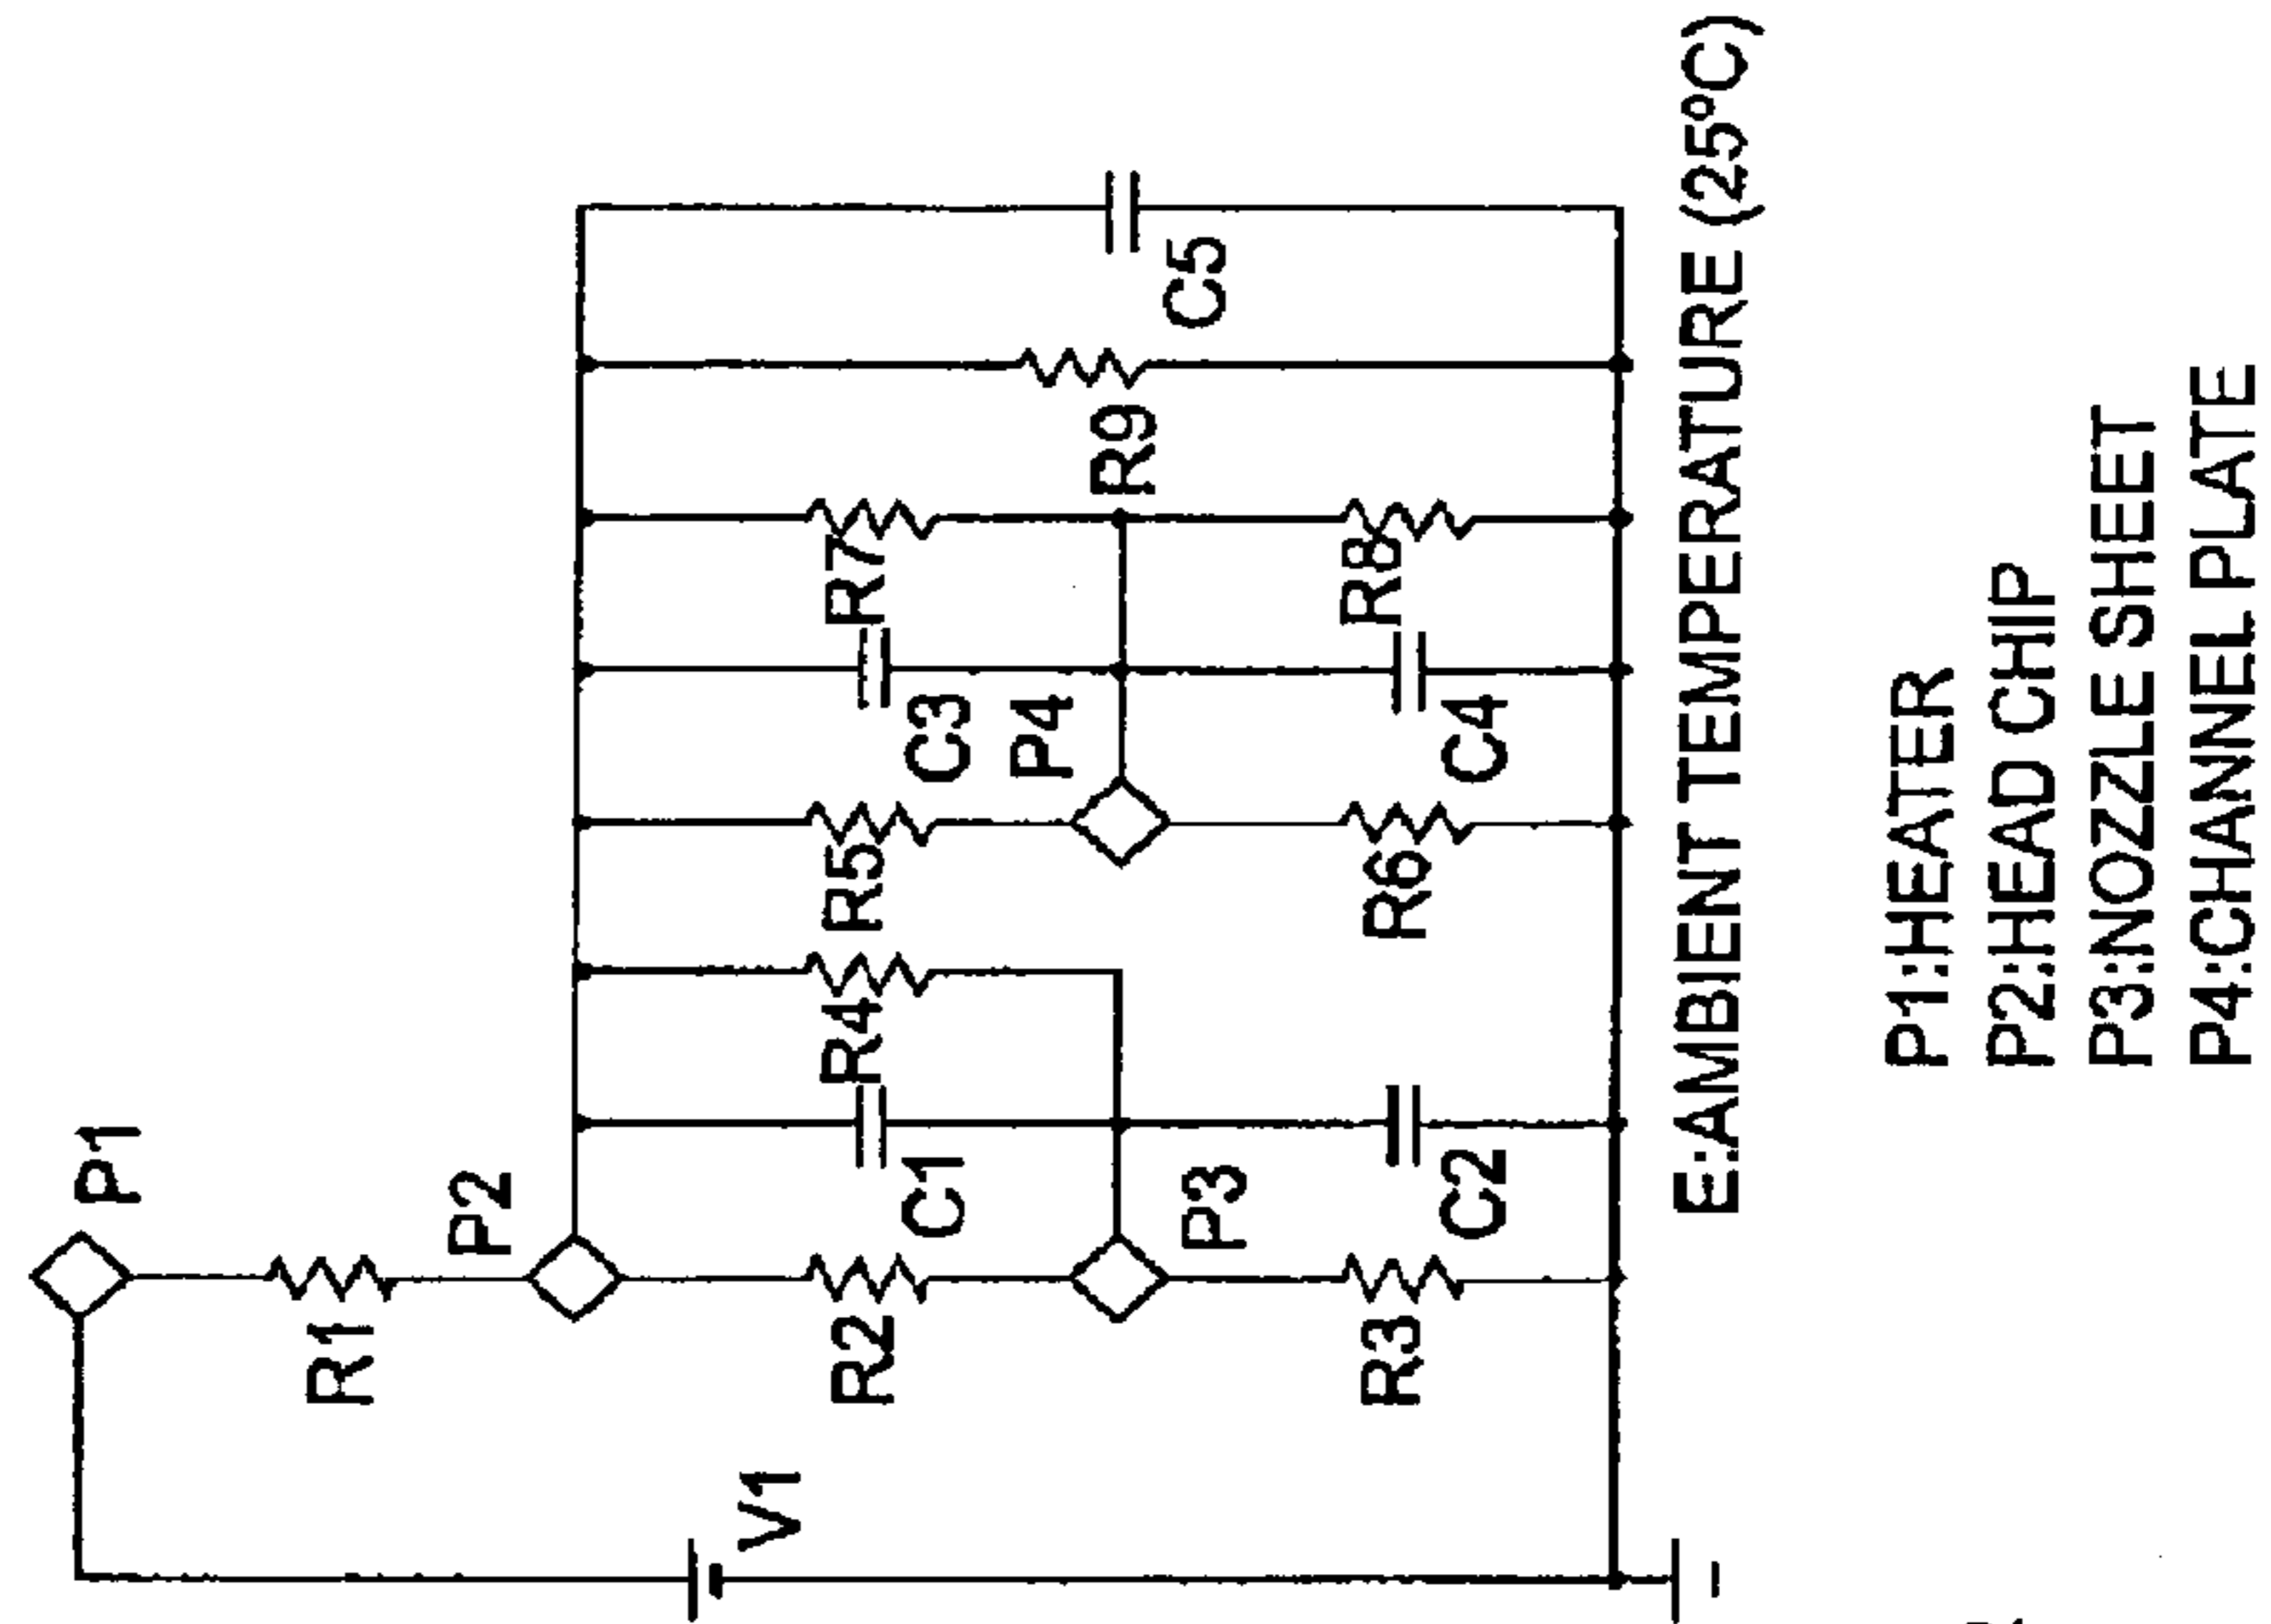 P1
R1
P2
V1
R2
R4
R5
R7
C1
C3
P4
R9
P3
C5
R3
R6
R8
C2
C4
E:AMBIENT TEMPERATURE (25°C)
P1:HEATER
P2:HEAD CHIP
P3:NOZZLE SHEET
P4:CHANNEL PLATE